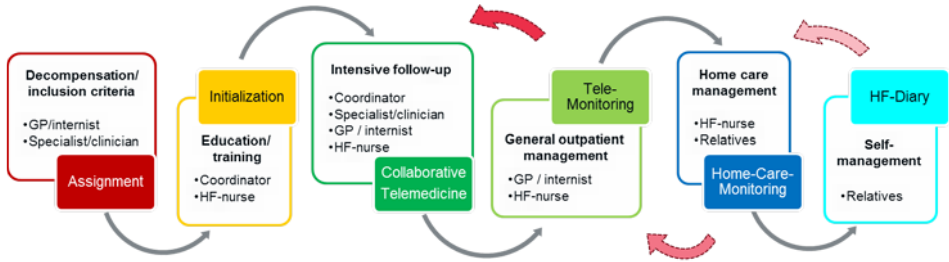 Decompensation/
inclusion criteria
•GP/internist
•Specialist/clinician
Assignment
Initialization
Education/
training
•Coordinator
•HF-nurse
Intensive follow-up
•Coordinator
•Specialist/clinician
•GP / internist
•HF-nurse
Collaborative
Telemedicine
Tele-
Monitoring
General outpatient
management
•GP / internist
•HF-nurse
Home care
management
•HF-nurse
•Relatives
Home-Care-
Monitoring
HF-Diary
Self-
management
•Relatives